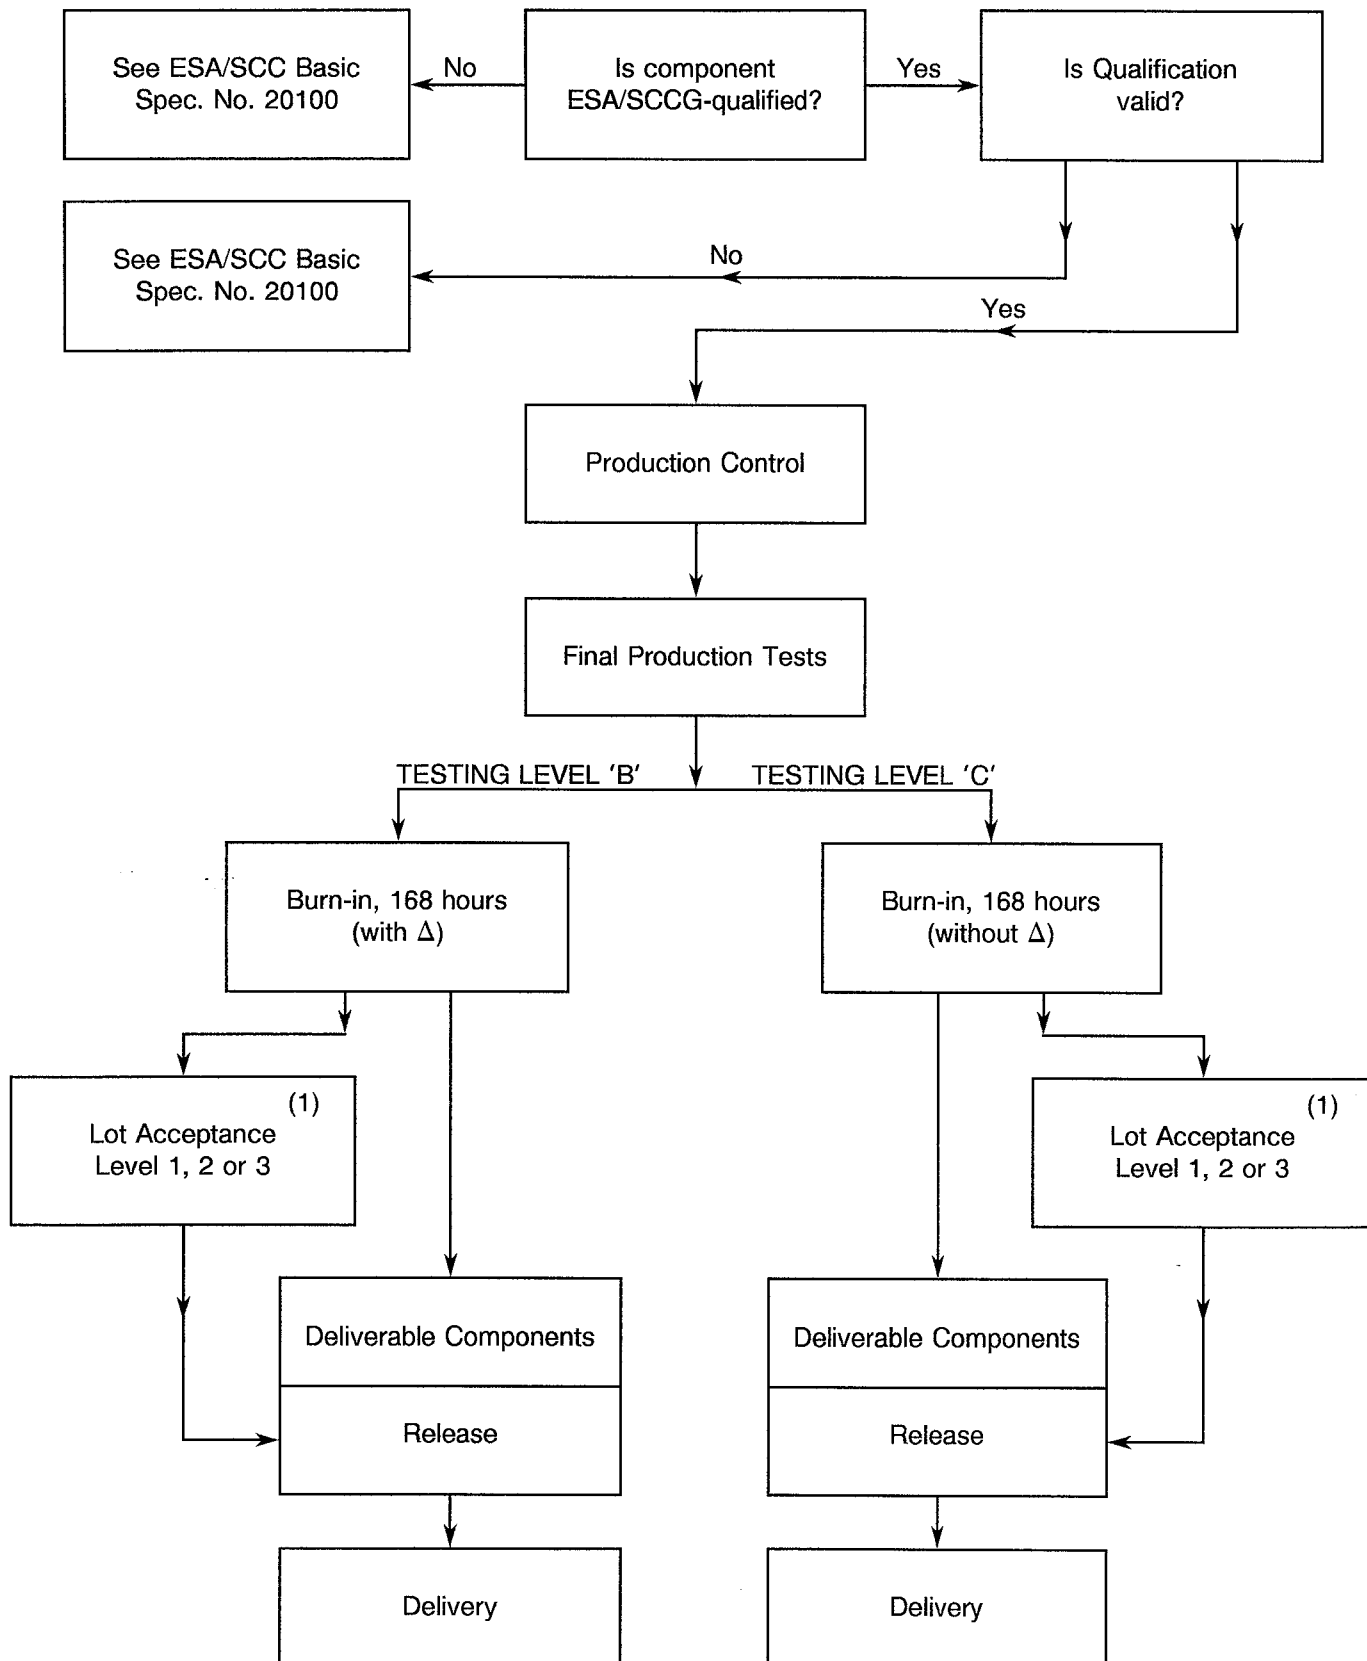 See ESA/SCC Basic
Spec. No. 20100
No
Is component
ESA/SCCG-qualified?
Yes
Is Qualification
valid?
See ESA/SCC Basic
Spec. No. 20100
No
Yes
Production Control
Final Production Tests
TESTING LEVEL 'B'
TESTING LEVEL 'C'
Burn-in, 168 hours
(with Δ)
Burn-in, 168 hours
(without Δ)
(1)
Lot Acceptance
Level 1, 2 or 3
(1)
Lot Acceptance
Level 1, 2 or 3
Deliverable Components
Deliverable Components
Release
Release
Delivery
Delivery